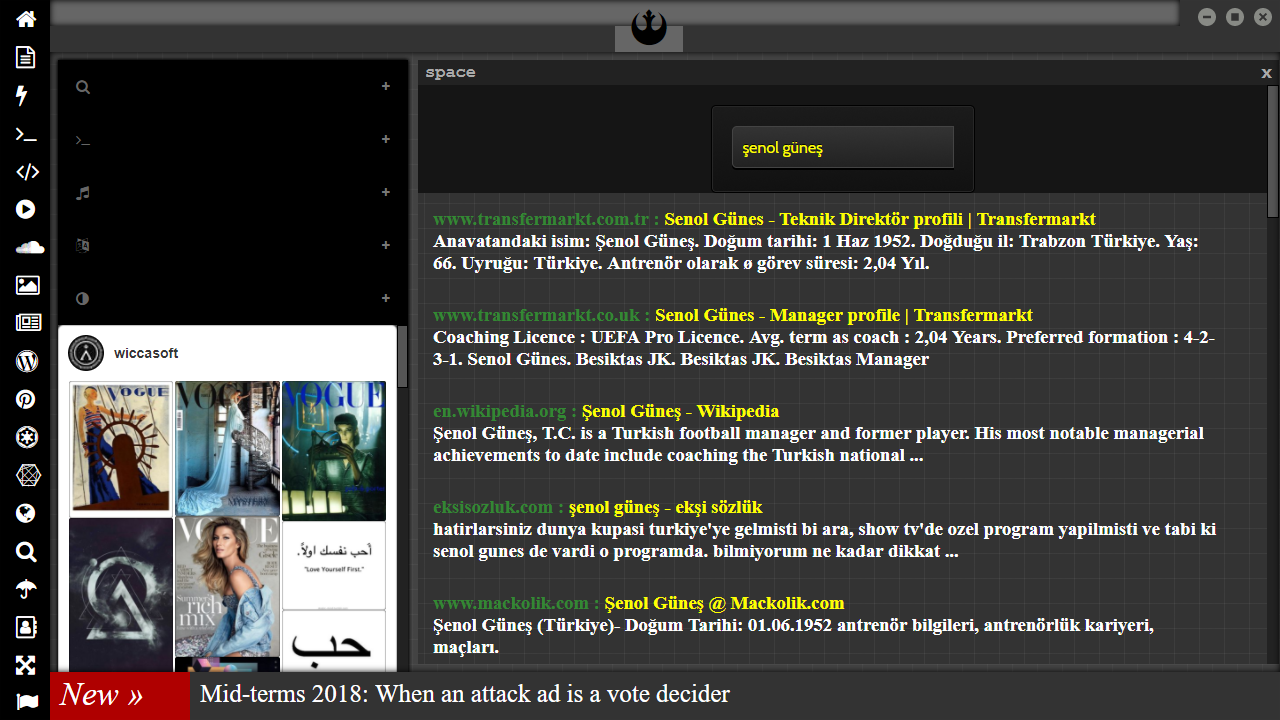 space x
şenol güneş
www.transfermarkt.com.tr : Senol Günes - Teknik Direktör profili | Transfermarkt
Anavatandaki isim: Şenol Güneş. Doğum tarihi: 1 Haz 1952. Doğduğu il: Trabzon Türkiye. Yaş:
66. Uyruğu: Türkiye. Antrenör olarak ø görev süresi: 2,04 Yıl.
www.transfermarkt.co.uk : Senol Günes - Manager profile | Transfermarkt
Coaching Licence : UEFA Pro Licence. Avg. term as coach : 2,04 Years. Preferred formation : 4-2-
3-1. Senol Günes. Besiktas JK. Besiktas JK. Besiktas Manager
en.wikipedia.org : Şenol Güneş - Wikipedia
Şenol Güneş, T.C. is a Turkish football manager and former player. His most notable managerial
achievements to date include coaching the Turkish national ...
eksisozluk.com : şenol güneş - ekşi sözlük
hatirlarsiniz dunya kupasi turkiye'ye gelmisti bi ara, show tv'de ozel program yapilmisti ve tabi ki
senol gunes de vardi o programda. bilmiyorum ne kadar dikkat ...
www.mackolik.com : Şenol Güneş @ Mackolik.com
Şenol Güneş (Türkiye)- Doğum Tarihi: 01.06.1952 antrenör bilgileri, antrenörlük kariyeri,
maçları.
wiccasoft
VOGUE
VOGUE
VOGUE
VOGUE
Gisele
Summer's
rich
mix
أحب نفسك اولاً.
"Love Yourself First."
حب
New »
Mid-terms 2018: When an attack ad is a vote decider